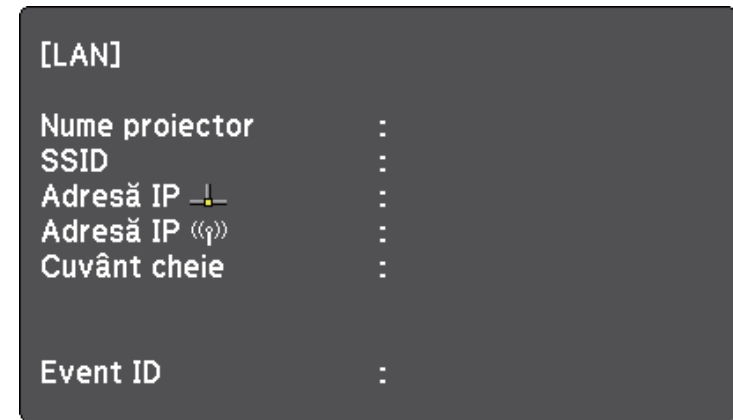 [LAN]
Nume proiector :
SSID :
Adresă IP :
Adresă IP :
Cuvânt cheie :
Event ID :